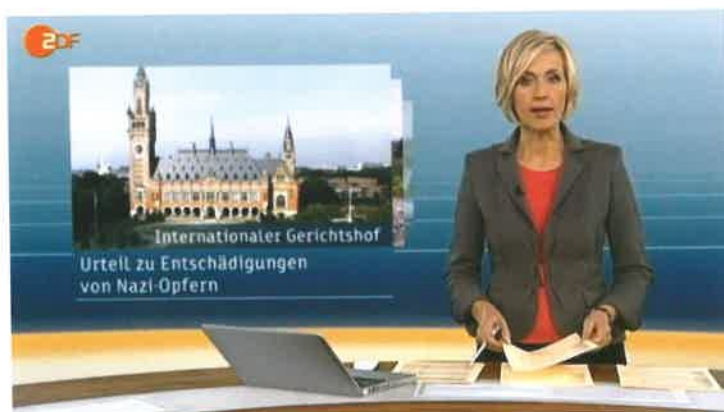 ZDF
Internationaler Gerichtshof
Urteil zu Entschädigungen
von Nazi-Opfern